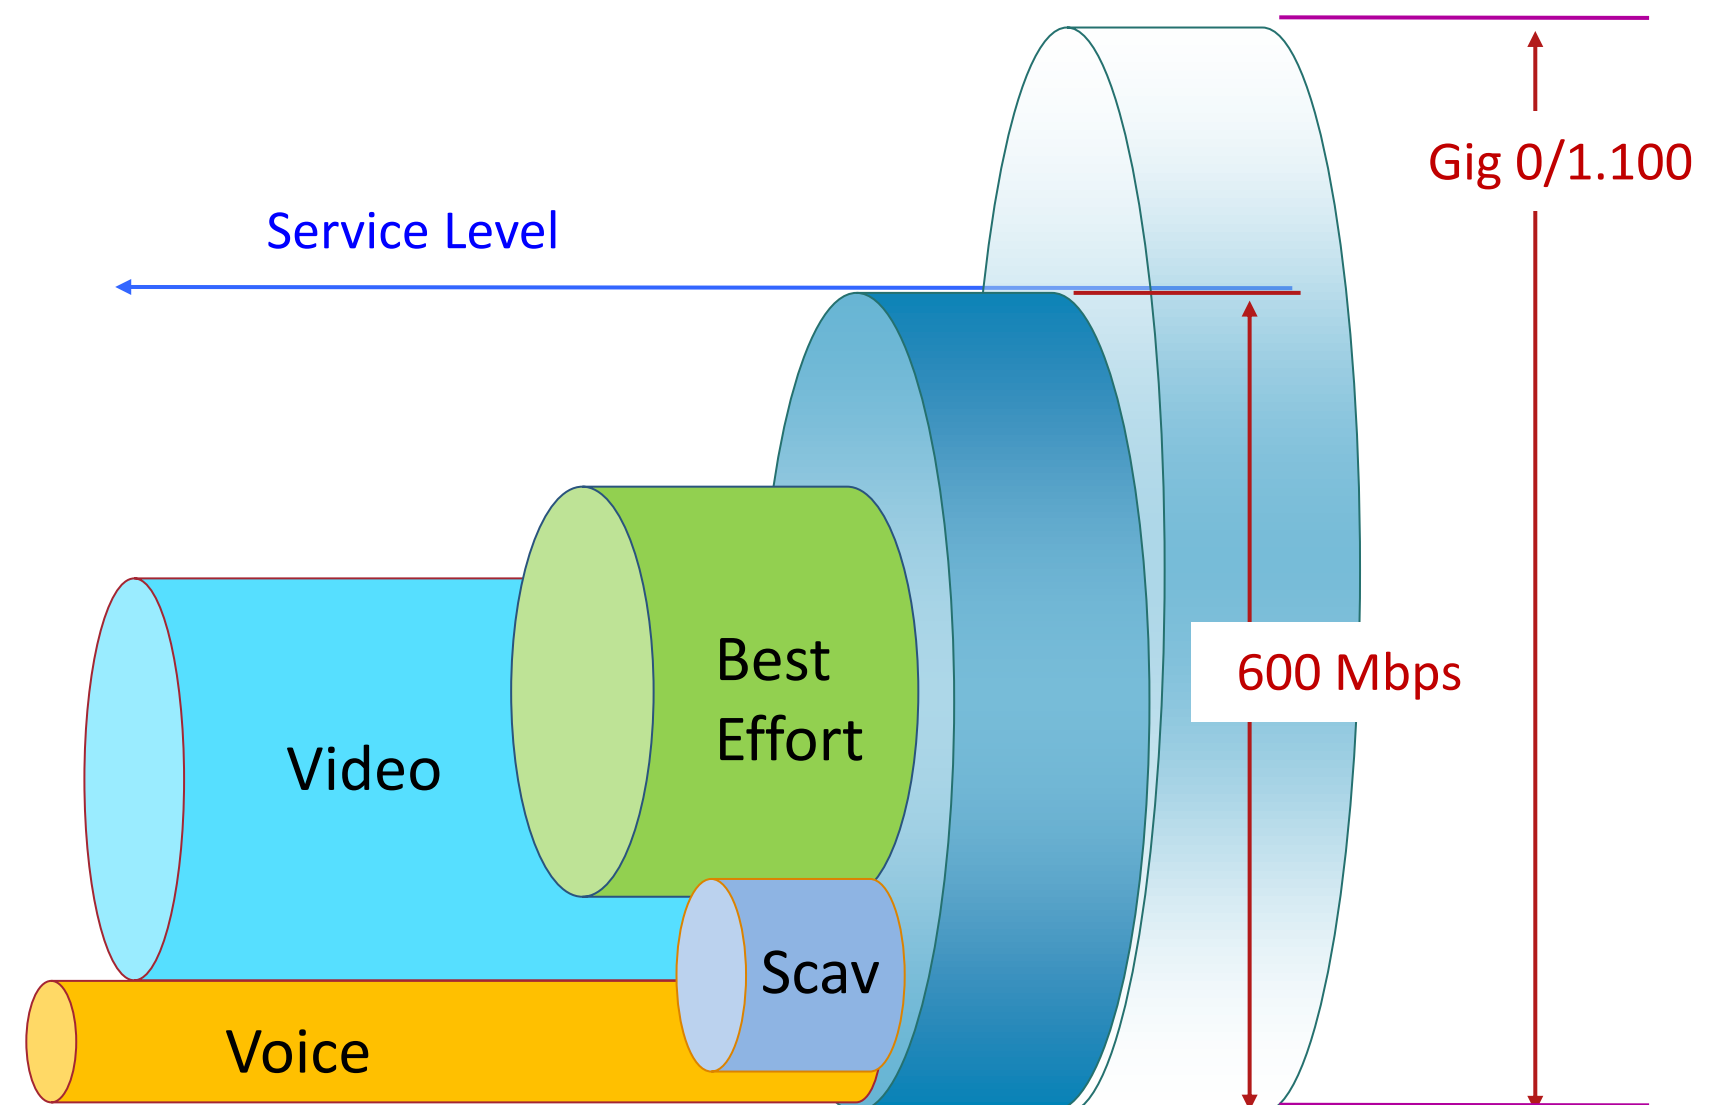 Gig 0/1.100
Service Level
600 Mbps
Best
Effort
Video
Scav
Voice